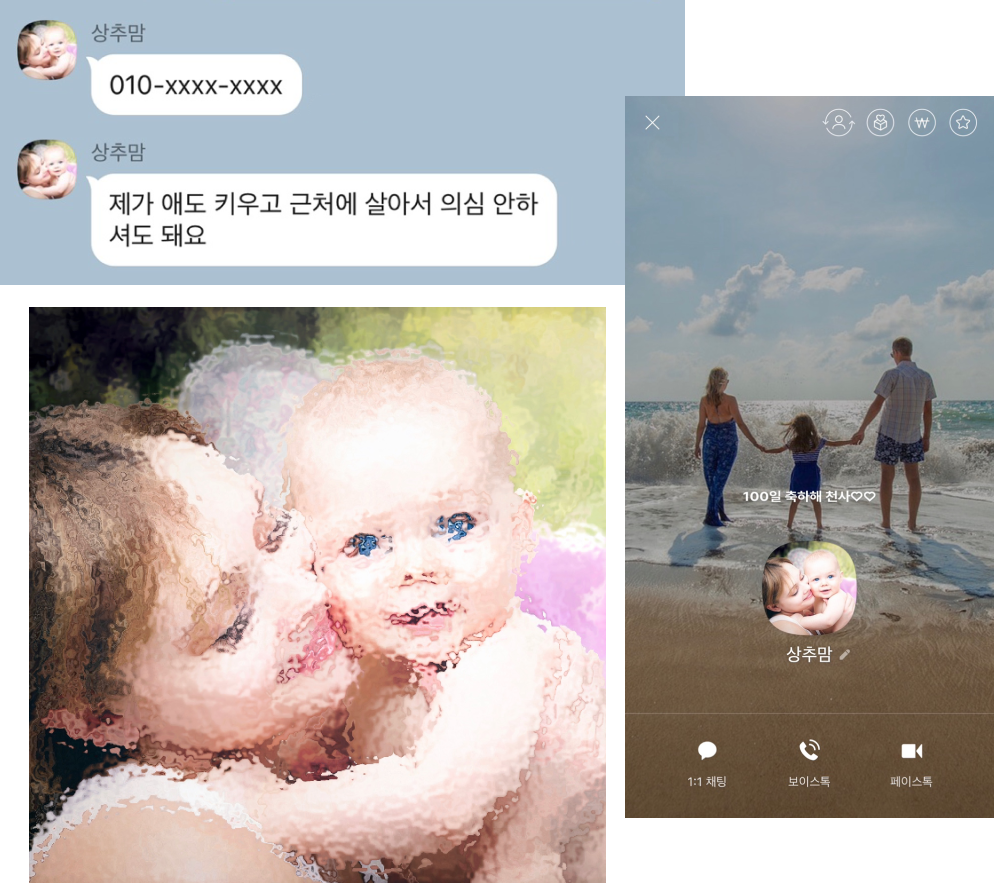 상추맘
010-xxxx-xxxx
상추맘
제가 애도 키우고 근처에 살아서 의심 안하
셔도 돼요
100일 축하해 천사♡♡
상추맘
1:1 채팅
보이스톡
페이스톡